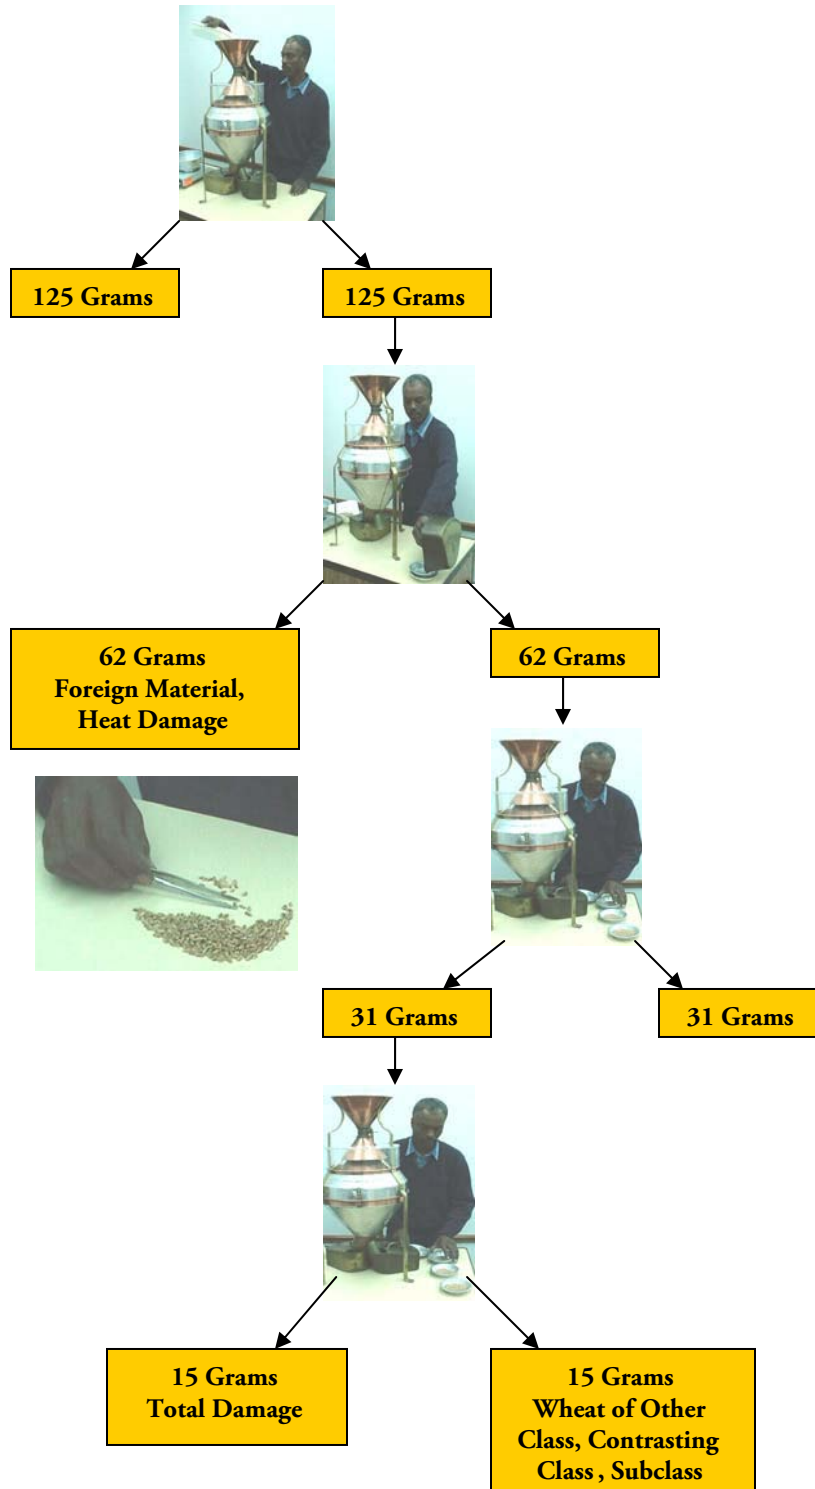 125 Grams
125 Grams
62 Grams
Foreign Material,
Heat Damage
62 Grams
31 Grams
31 Grams
15 Grams
Total Damage
15 Grams
Wheat of Other
Class, Contrasting
Class , Subclass